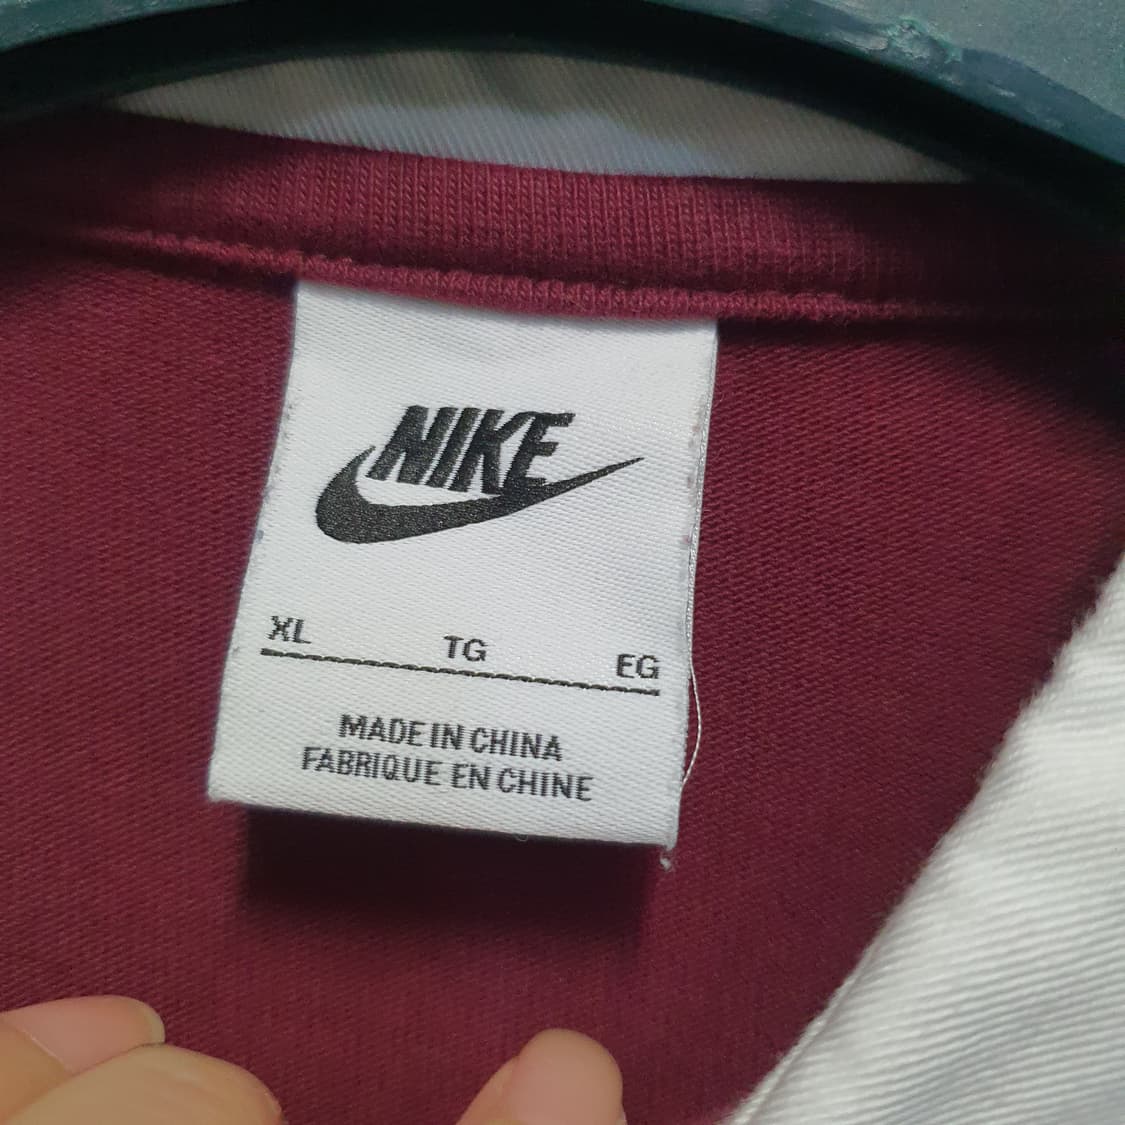 NIKE
XL TG EG
MADE IN CHINA
FABRIQUE EN CHINE